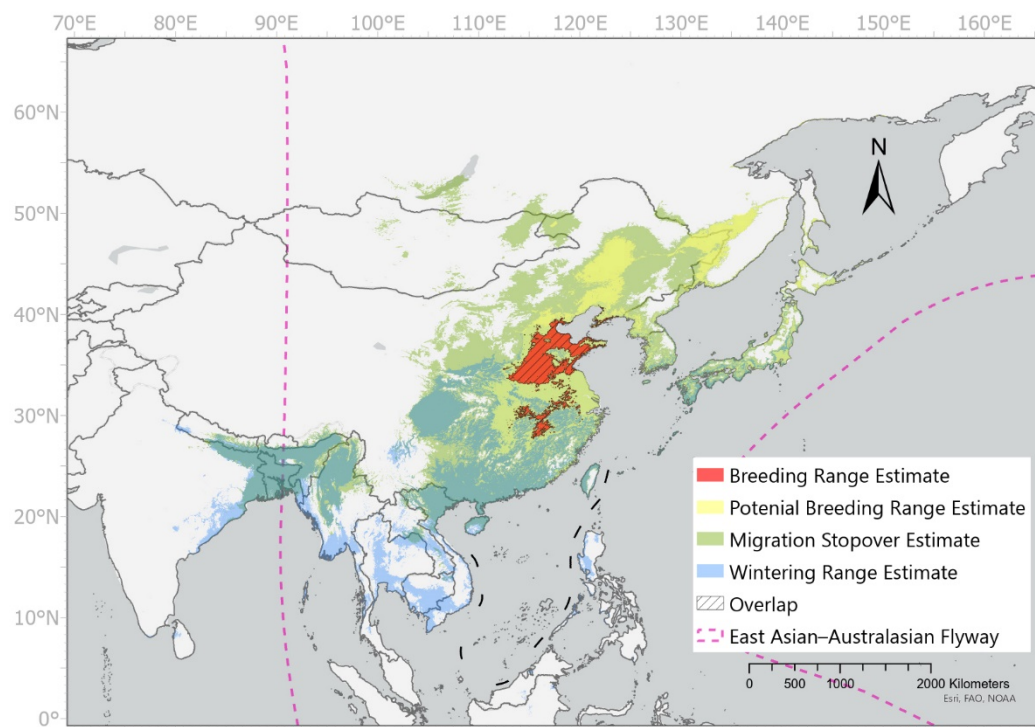 70°E 80°E 90°E 100°E 110°E 120°E 130°E 140°E 150°E 160°E
60°N
50°N
40°N
30°N
20°N
10°N
0°
N
Breeding Range Estimate
Potenial Breeding Range Estimate
Migration Stopover Estimate
Wintering Range Estimate
Overlap
East Asian–Australasian Flyway
0 500 1000 2000 Kilometers
Esri, FAO, NOAA